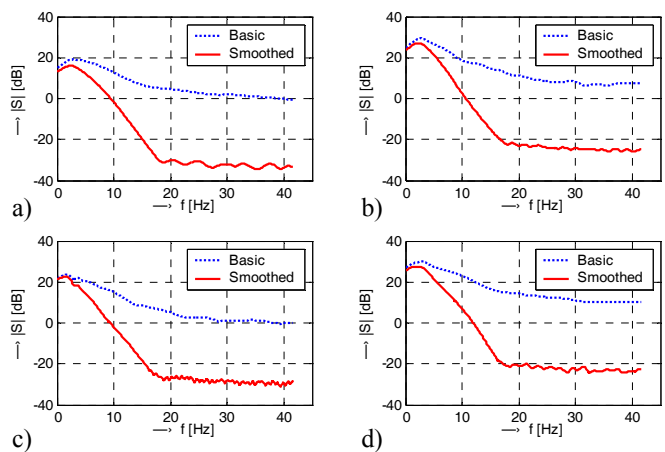 40
20
0
-20
-40
—> |S| [dB]
Basic
Smoothed
0 10 20 30 40
—> f [Hz]
a)
40
20
0
-20
-40
—> |S| [dB]
Basic
Smoothed
0 10 20 30 40
—> f [Hz]
b)
40
20
0
-20
-40
—> |S| [dB]
Basic
Smoothed
0 10 20 30 40
—> f [Hz]
c)
40
20
0
-20
-40
—> |S| [dB]
Basic
Smoothed
0 10 20 30 40
—> f [Hz]
d)